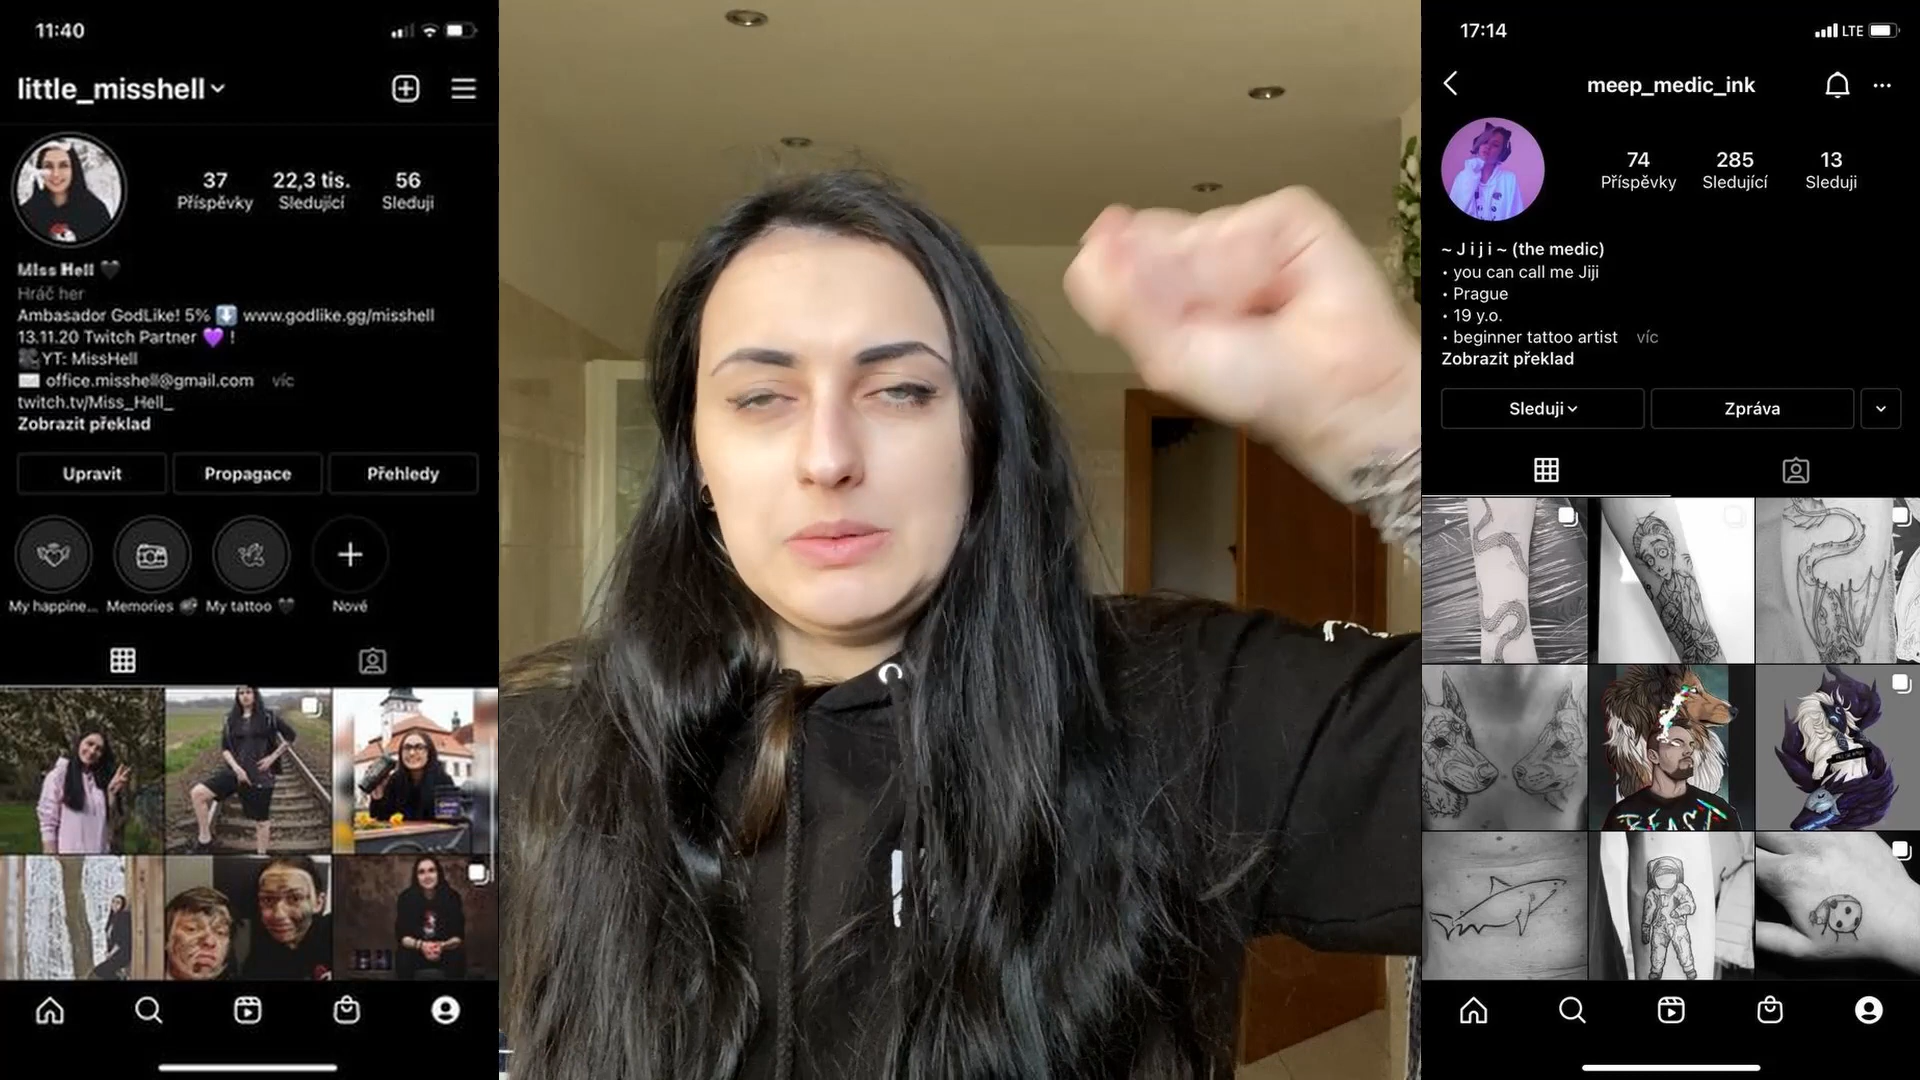 11:40
little_misshell
37
22,3 tis.
56
Příspěvky
Sledující
Sleduji
Miss Hell 🖤
Hráč her
Ambasador GodLike! 5% ⬇️ www.godlike.gg/misshell
13.11.20 Twitch Partner 💜 !
YT: MissHell
✉️ office.misshell@gmail.com víc
twitch.tv/Miss_Hell_
Zobrazit překlad
Upravit
Propagace
Přehledy
My happine...
Memories
My tattoo 🖤
Nové
17:14
LTE
meep_medic_ink
74
285
13
Příspěvky
Sledující
Sleduji
~ J i j i ~ (the medic)
• you can call me Jiji
• Prague
• 19 y.o.
• beginner tattoo artist víc
Zobrazit překlad
Sleduji
Zpráva
BEAST